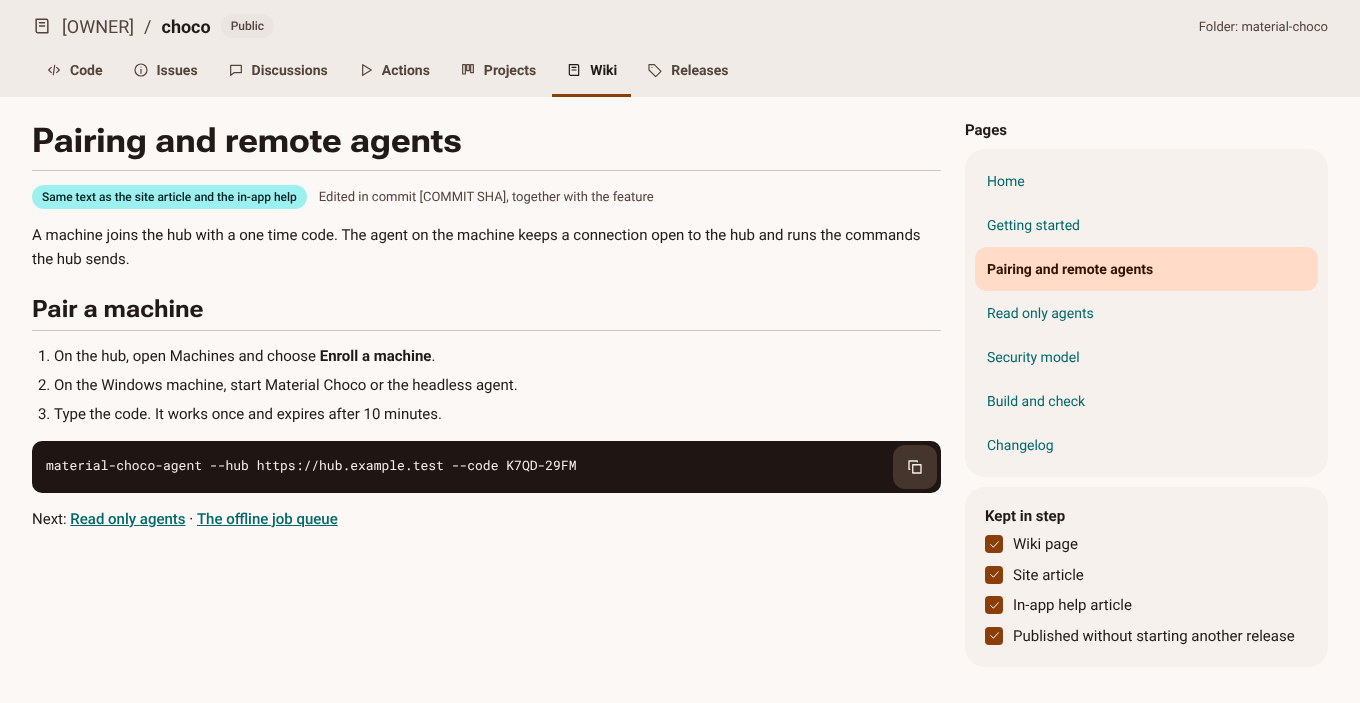 [OWNER] / choco Public
Folder: material-choco
Code Issues Discussions Actions Projects Wiki Releases
Pairing and remote agents
Same text as the site article and the in-app help Edited in commit [COMMIT SHA], together with the feature
A machine joins the hub with a one time code. The agent on the machine keeps a connection open to the hub and runs the commands
the hub sends.
Pair a machine
1. On the hub, open Machines and choose Enroll a machine.
2. On the Windows machine, start Material Choco or the headless agent.
3. Type the code. It works once and expires after 10 minutes.
material-choco-agent --hub https://hub.example.test --code K7QD-29FM
Next: Read only agents · The offline job queue
Pages
Home
Getting started
Pairing and remote agents
Read only agents
Security model
Build and check
Changelog
Kept in step
Wiki page
Site article
In-app help article
Published without starting another release